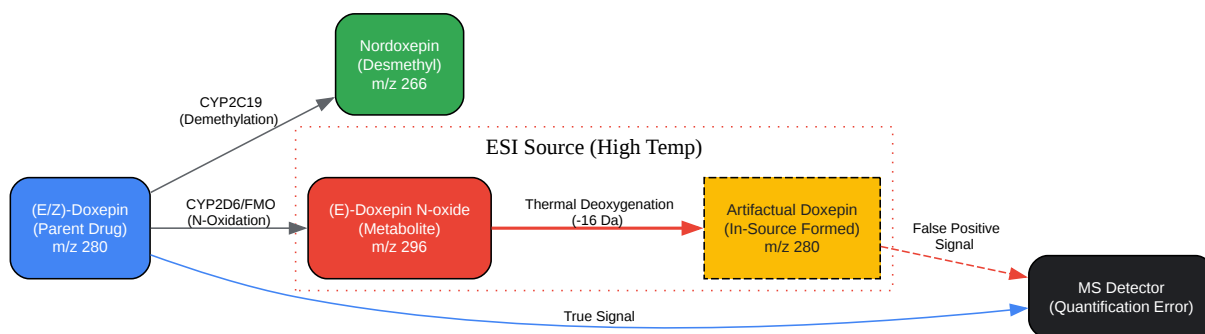 Nordoxepin
(Desmethyl)
m/z 266
CYP2C19
(Demethylation)
ESI Source (High Temp)
(E/Z)-Doxepin
(Parent Drug)
m/z 280
CYP2D6/FMO
(N-Oxidation)
(E)-Doxepin N-oxide
(Metabolite)
m/z 296
Thermal Deoxygenation
(-16 Da)
Artifactual Doxepin
(In-Source Formed)
m/z 280
False Positive
Signal
MS Detector
(Quantification Error)
True Signal